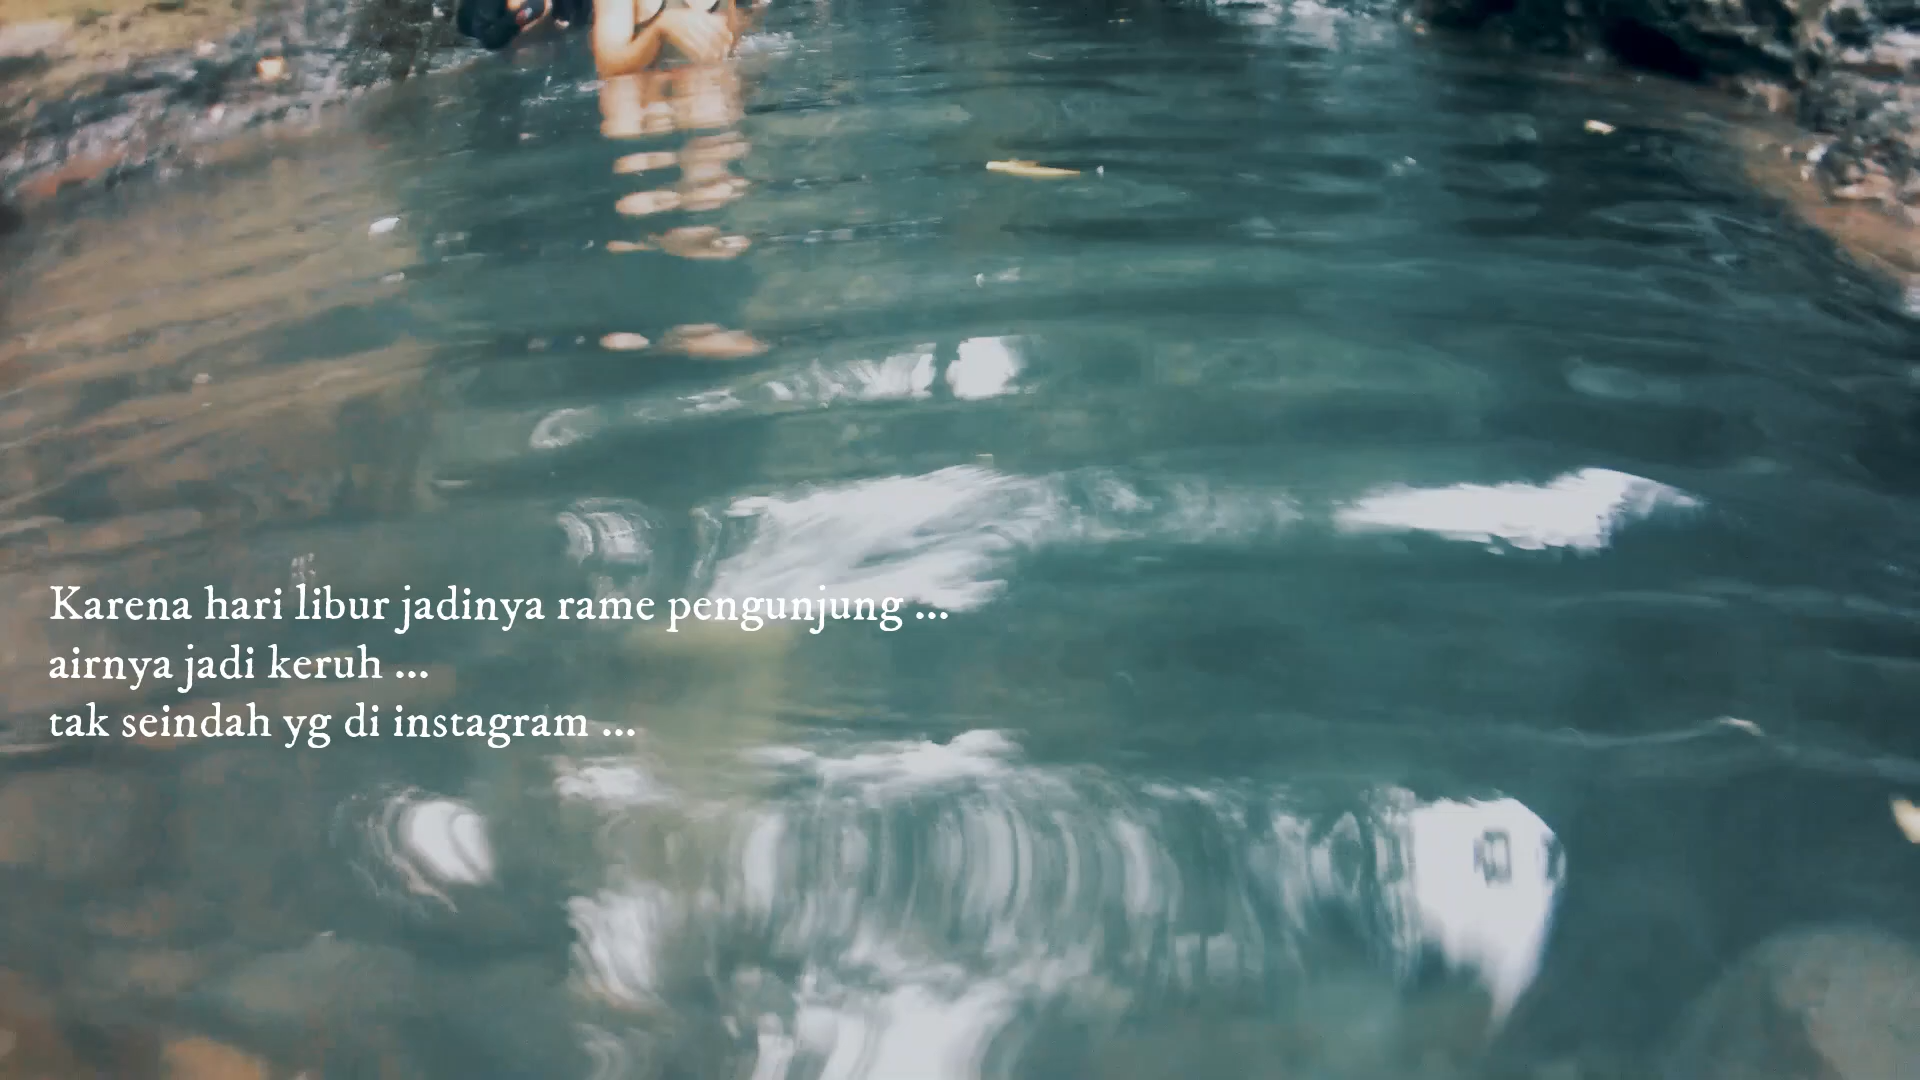 Karena hari libur jadinya rame pengunjung ...
airnya jadi keruh ...
tak seindah yg di instagram ...